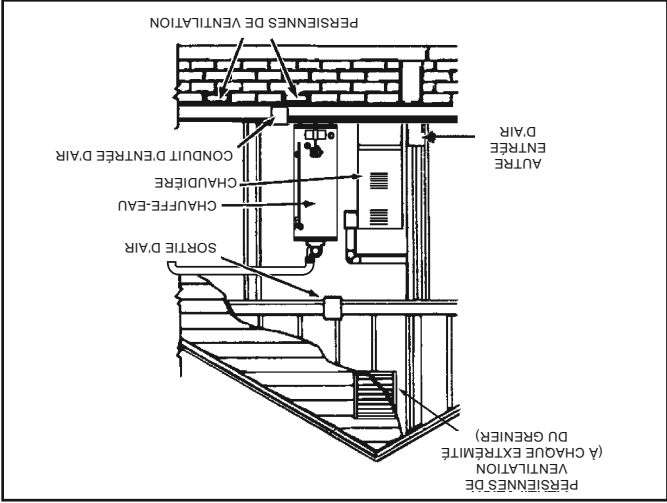 PERSIENNES DE
VENTILATION
(À CHAQUE EXTRÉMITÉ
DU GRENIER)
SORTIE D'AIR
CHAUFFE-EAU
CHAUDIÈRE
CONDUIT D'ENTRÉE D'AIR
AUTRE
ENTRÉE
D'AIR
PERSIENNES DE VENTILATION